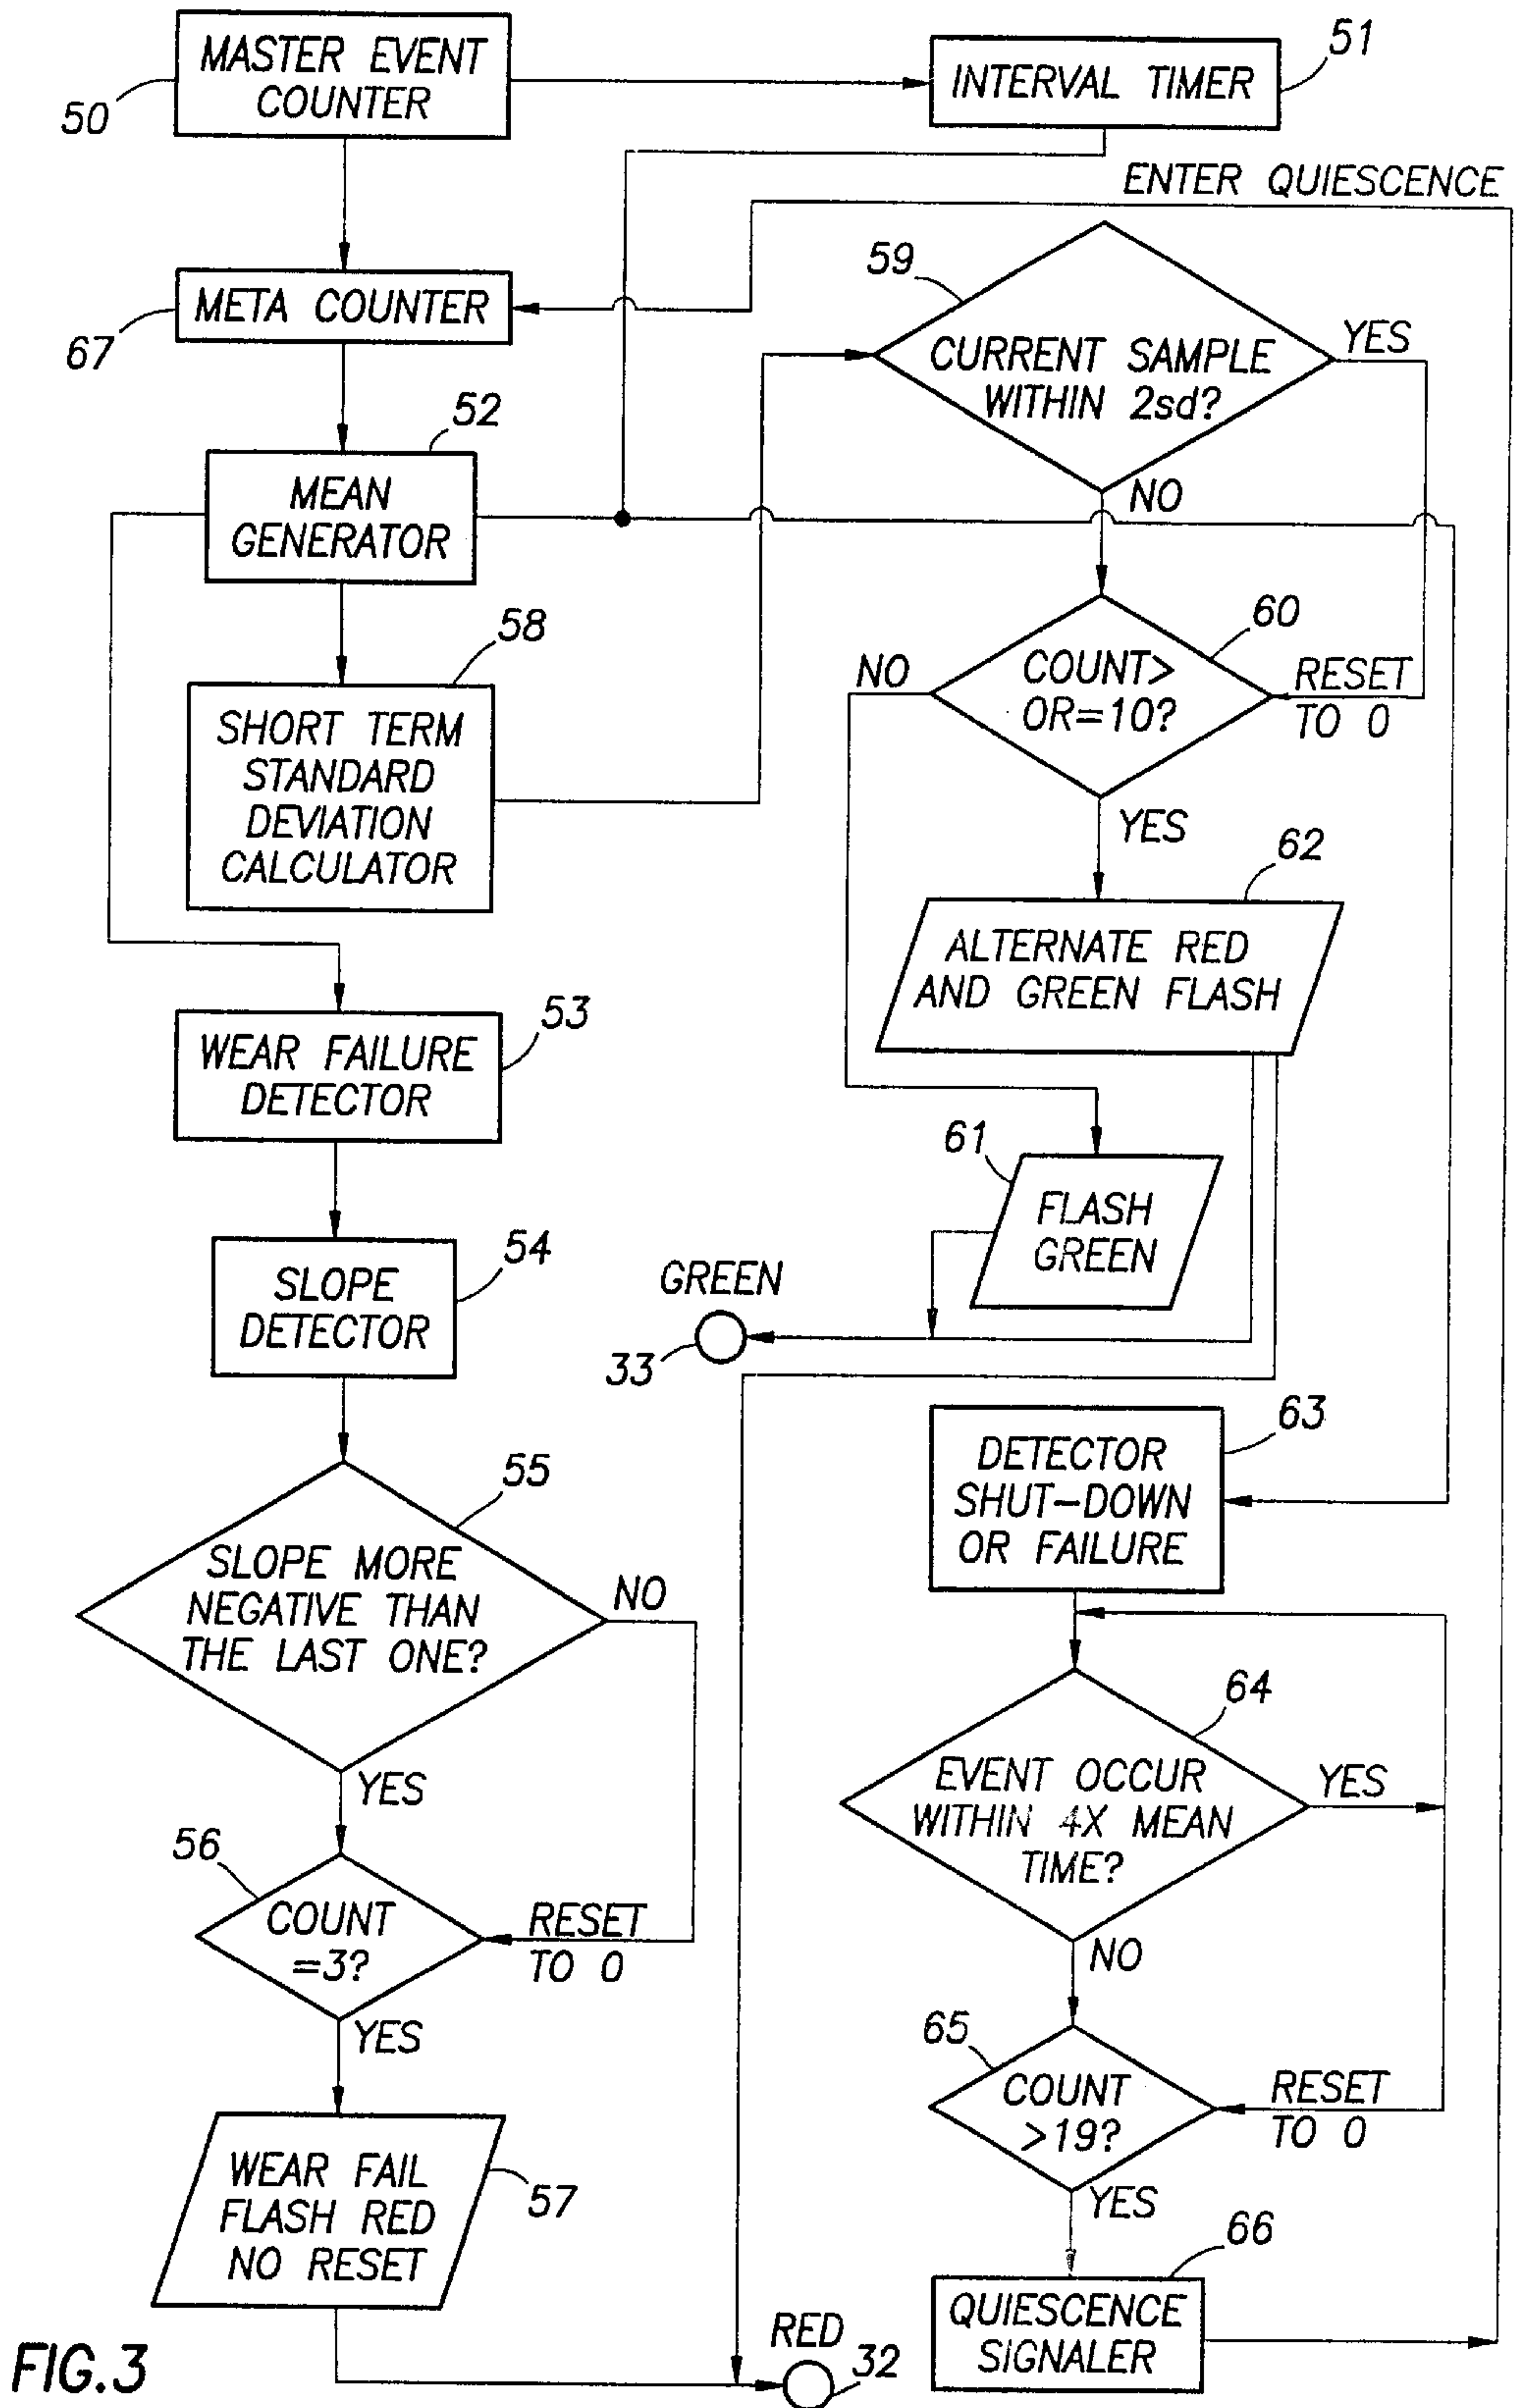 MASTER EVENT
COUNTER
50
INTERVAL TIMER
51
ENTER QUIESCENCE
META COUNTER
67
59
CURRENT SAMPLE
WITHIN 2sd?
YES
NO
52
MEAN
GENERATOR
58
SHORT TERM
STANDARD
DEVIATION
CALCULATOR
60
COUNT>
OR=10?
NO
RESET
TO 0
YES
62
ALTERNATE RED
AND GREEN FLASH
53
WEAR FAILURE
DETECTOR
61
FLASH
GREEN
54
SLOPE
DETECTOR
GREEN
33
63
DETECTOR
SHUT-DOWN
OR FAILURE
55
SLOPE MORE
NEGATIVE THAN
THE LAST ONE?
NO
YES
64
EVENT OCCUR
WITHIN 4X MEAN
TIME?
YES
NO
56
COUNT
=3?
RESET
TO 0
YES
65
COUNT
>19?
RESET
TO 0
YES
57
WEAR FAIL
FLASH RED
NO RESET
66
QUIESCENCE
SIGNALER
RED
32
FIG.3